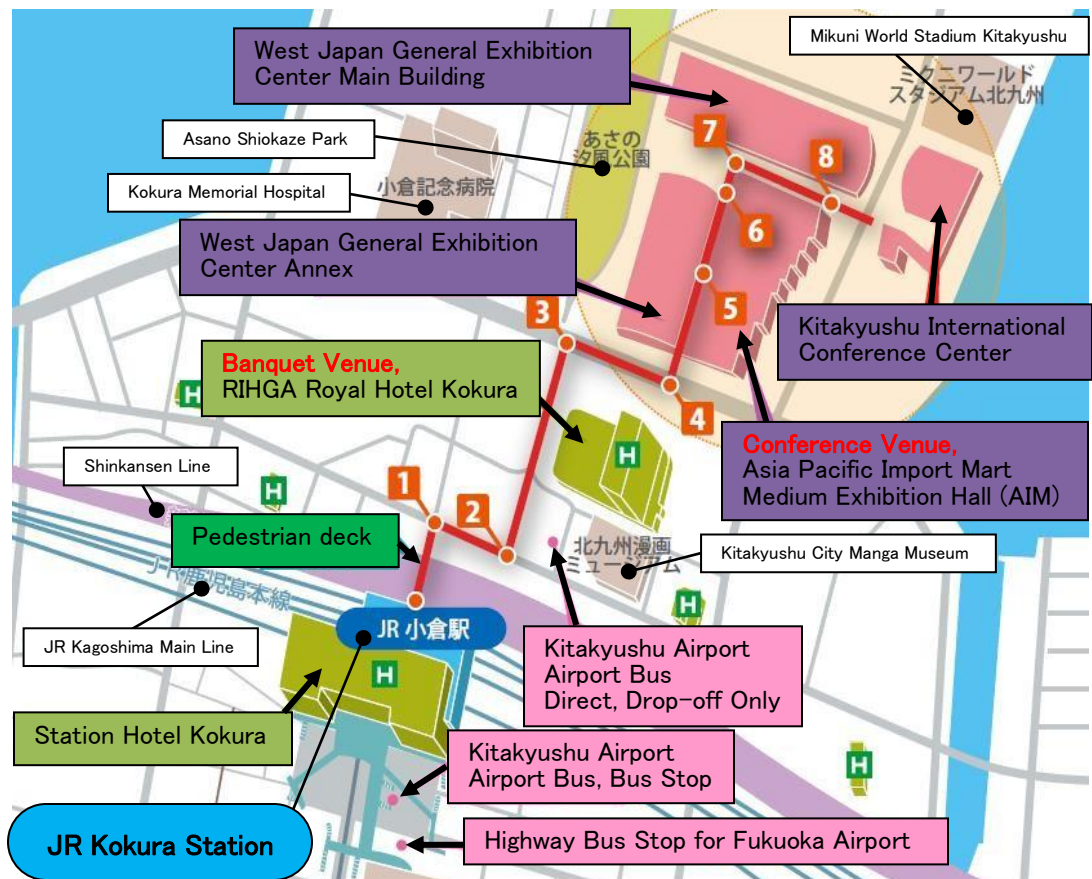 West Japan General Exhibition
Center Main Building
Mikuni World Stadium Kitakyushu
ミクニワールド
スタジアム北九州
Asano Shiokaze Park
あさの
汐風公園
7
8
Kokura Memorial Hospital
小倉記念病院
6
West Japan General Exhibition
Center Annex
5
3
Kitakyushu International
Conference Center
Banquet Venue,
RIHGA Royal Hotel Kokura
4
H
H
Conference Venue,
Asia Pacific Import Mart
Medium Exhibition Hall (AIM)
Shinkansen Line
H
1
2
Pedestrian deck
北九州漫画
ミュージアム
Kitakyushu City Manga Museum
JR鹿児島本線
H
JR 小倉駅
JR Kagoshima Main Line
H
Kitakyushu Airport
Airport Bus
Direct, Drop-off Only
Station Hotel Kokura
Kitakyushu Airport
Airport Bus, Bus Stop
H
JR Kokura Station
Highway Bus Stop for Fukuoka Airport